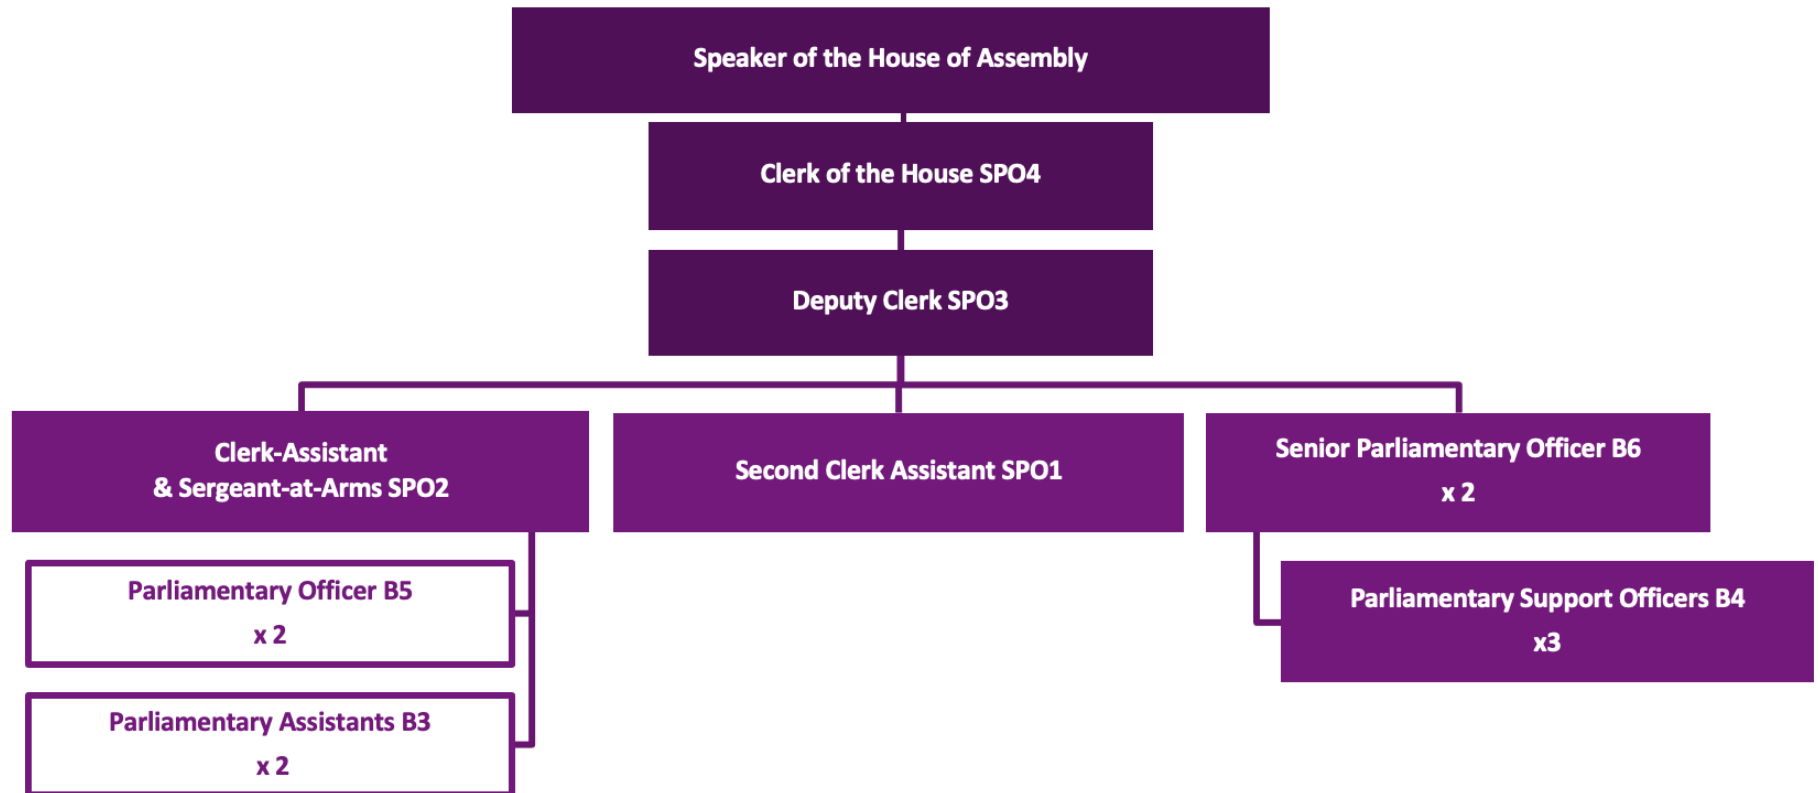 Speaker of the House of Assembly
Clerk of the House SPO4
Deputy Clerk SPO3
Clerk-Assistant
& Sergeant-at-Arms SPO2
Second Clerk Assistant SPO1
Senior Parliamentary Officer B6
x 2
Parliamentary Officer B5
x 2
Parliamentary Support Officers B4
x3
Parliamentary Assistants B3
x 2